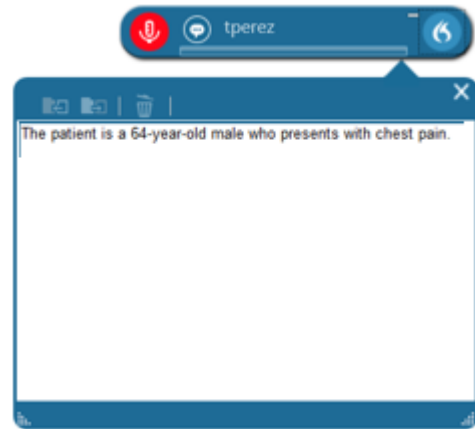 tperez
The patient is a 64-year-old male who presents with chest pain.